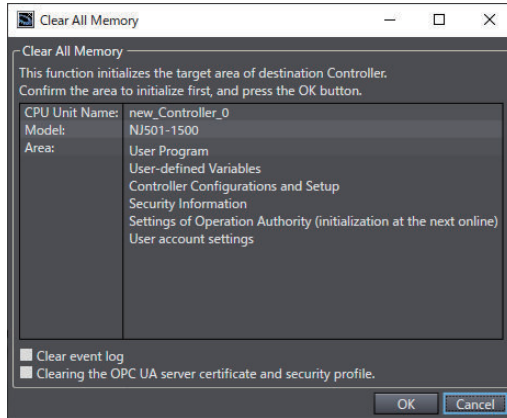 Clear All Memory
Clear All Memory
This function initializes the target area of destination Controller.
Confirm the area to initialize first, and press the OK button.
CPU Unit Name: new_Controller_0
Model: NJ501-1500
Area: User Program
User-defined Variables
Controller Configurations and Setup
Security Information
Settings of Operation Authority (initialization at the next online)
User account settings
Clear event log
Clearing the OPC UA server certificate and security profile.
OK Cancel